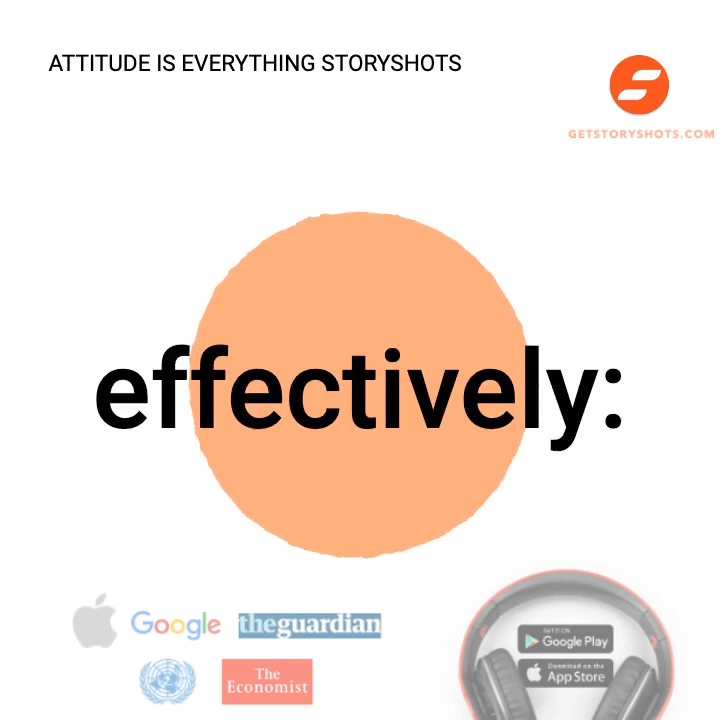 ATTITUDE IS EVERYTHING STORYSHOTS
GETSTORYSHOTS.COM
effectively:
Google
theguardian
The
Economist
GET IT ON
Google Play
Download on the
App Store